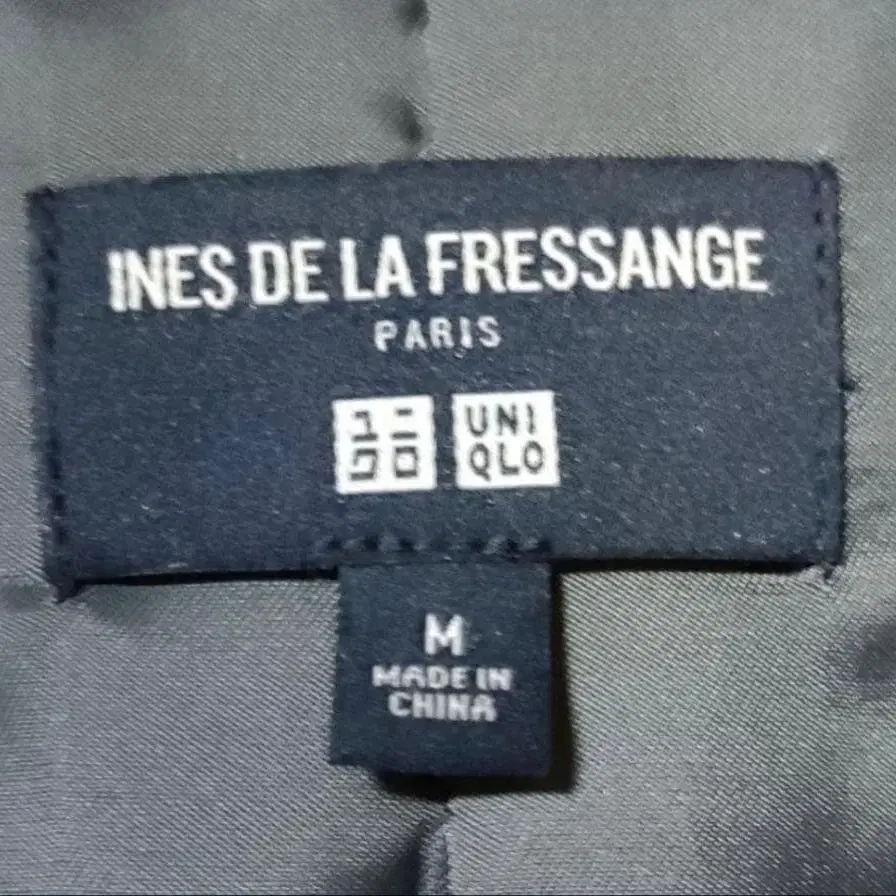 INES DE LA FRESSANGE
PARIS
ユニ UNI
クロ QLO
M
MADE IN
CHINA